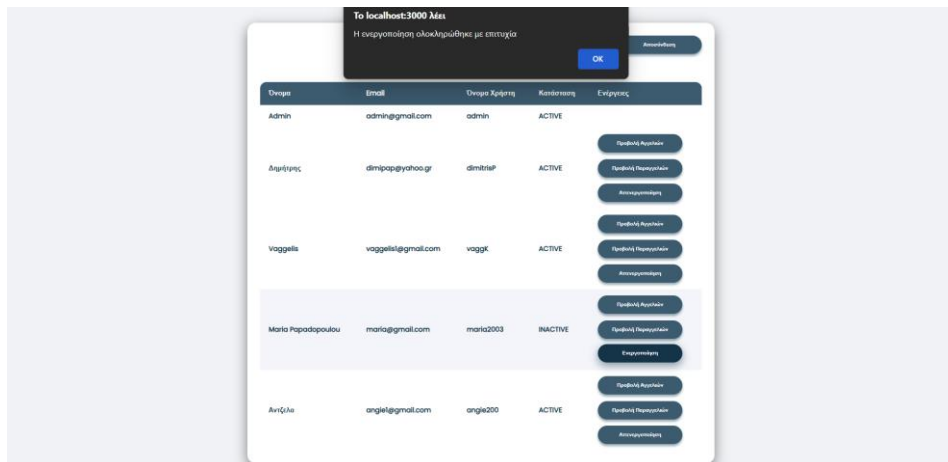 Το localhost:3000 λέει
Η ενεργοποίηση ολοκληρώθηκε με επιτυχία
OK
Αποσύνδεση
Όνομα Email Όνομα Χρήστη Κατάσταση Ενέργειες
Admin admin@gmail.com admin ACTIVE
Προβολή Αγγελιών
Δημήτρης dimipap@yahoo.gr dimitrisP ACTIVE Προβολή Παραγγελιών
Απενεργοποίηση
Προβολή Αγγελιών
Vaggelis vaggelis1@gmail.com vaggK ACTIVE Προβολή Παραγγελιών
Απενεργοποίηση
Προβολή Αγγελιών
Maria Papadopoulou maria@gmail.com maria2003 INACTIVE Προβολή Παραγγελιών
Ενεργοποίηση
Προβολή Αγγελιών
Αντζελα angie1@gmail.com angie200 ACTIVE Προβολή Παραγγελιών
Απενεργοποίηση